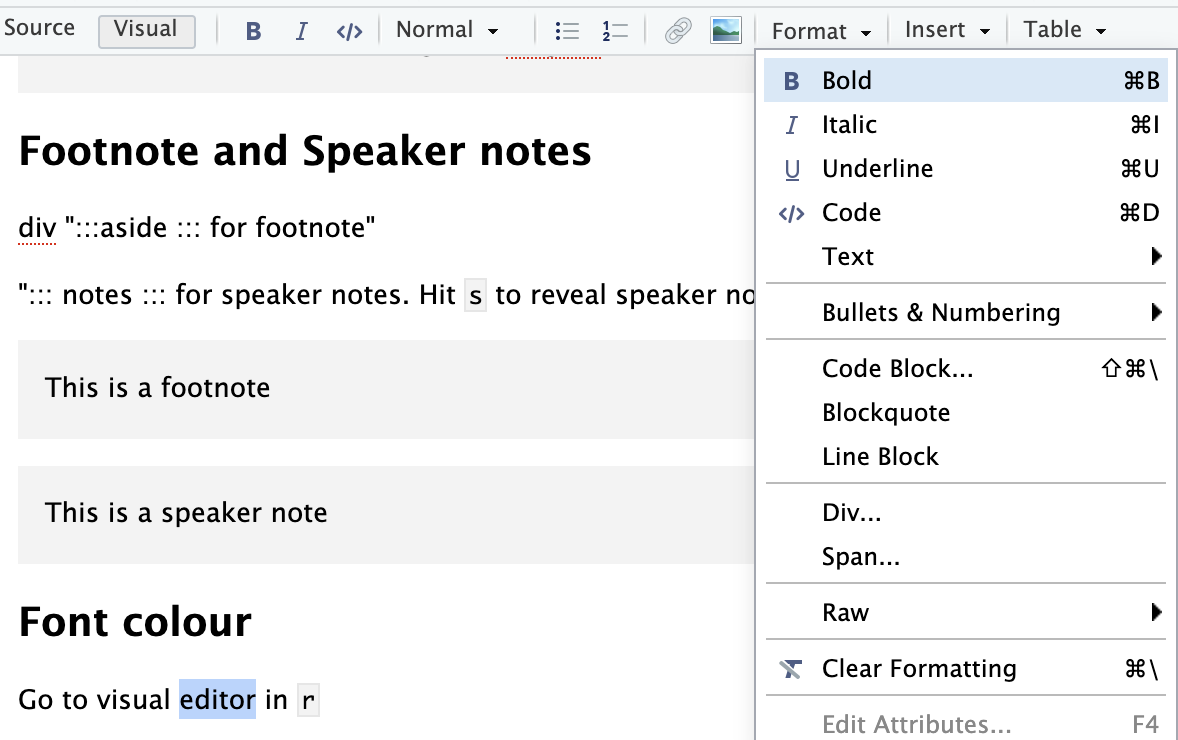 Source Visual B I </> Normal Format Insert Table
Footnote and Speaker notes
div ":::aside ::: for footnote"
"::: notes ::: for speaker notes. Hit s to reveal speaker no
This is a footnote
This is a speaker note
Font colour
Go to visual editor in r
B Bold ⌘B
I Italic ⌘I
U Underline ⌘U
</> Code ⌘D
Text
Bullets & Numbering
Code Block... ⇧⌘\
Blockquote
Line Block
Div...
Span...
Raw
Clear Formatting ⌘\
Edit Attributes... F4